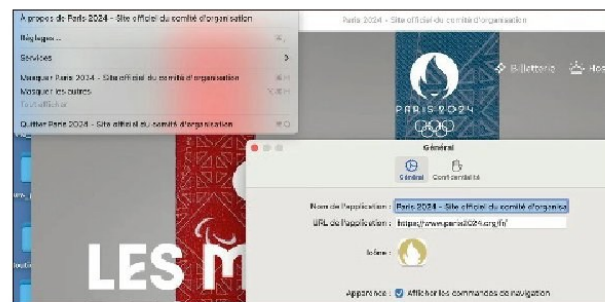 À propos de Paris 2024 - Site officiel du comité d'organisation
Réglages...
Services
Masquer Paris 2024 - Site officiel du comité d'organisation
Masquer les autres
Tout afficher
Quitter Paris 2024 - Site officiel du comité d'organisation
Paris 2024 - Site officiel du comité d'organisation
Billetterie
Hos
PARIS 2024
Général
Général Confidentialité
Nom de l'application : Paris 2024 - Site officiel du comité d'organisa
URL de l'application : https://www.paris2024.org/fr/
Icône :
Apparence : Afficher les commandes de navigation
LES M